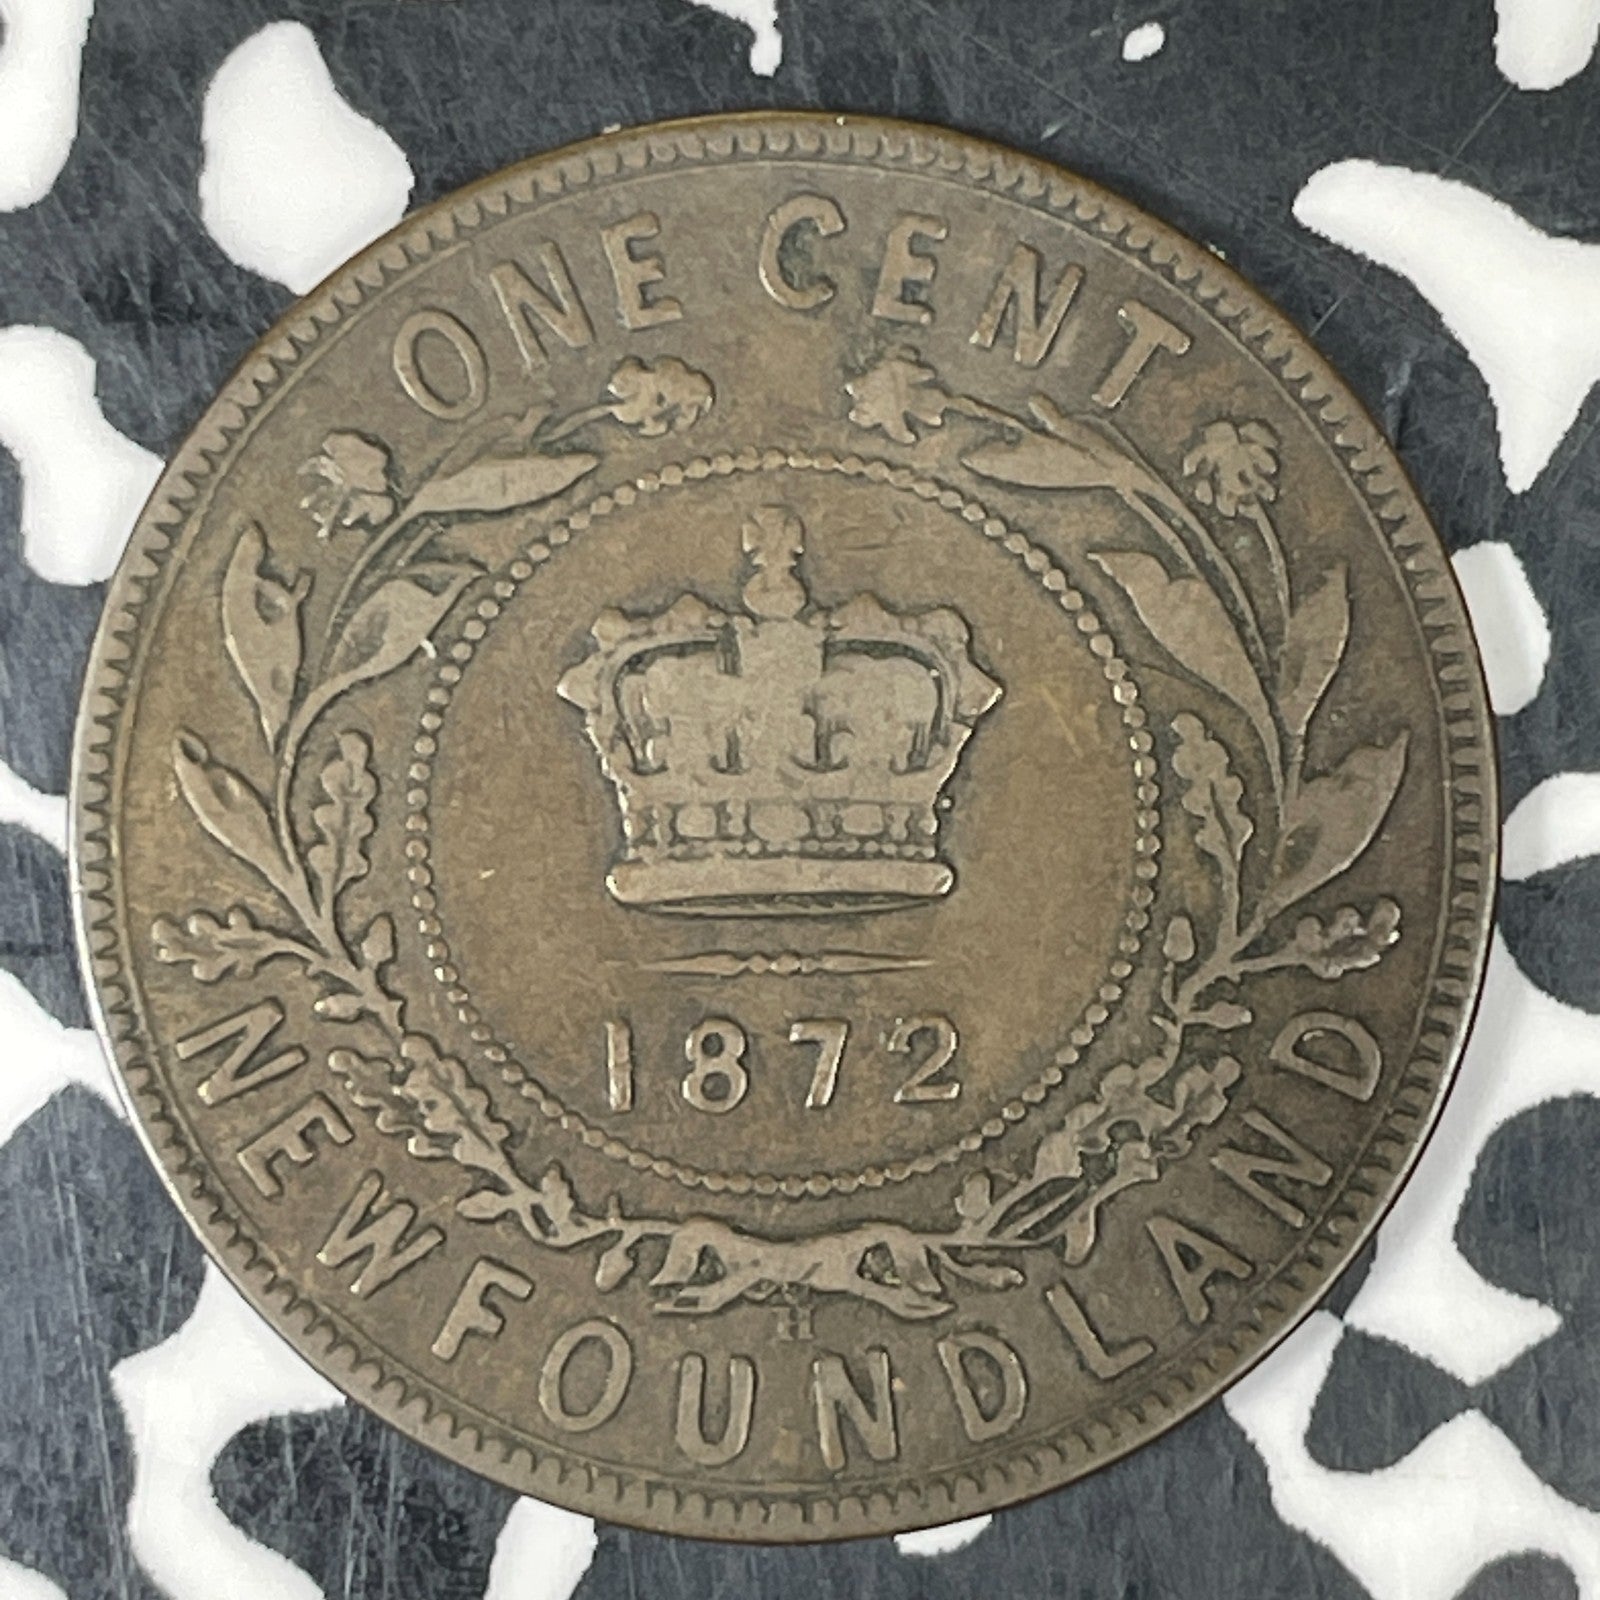 ONE CENT
1872
H
NEWFOUNDLAND